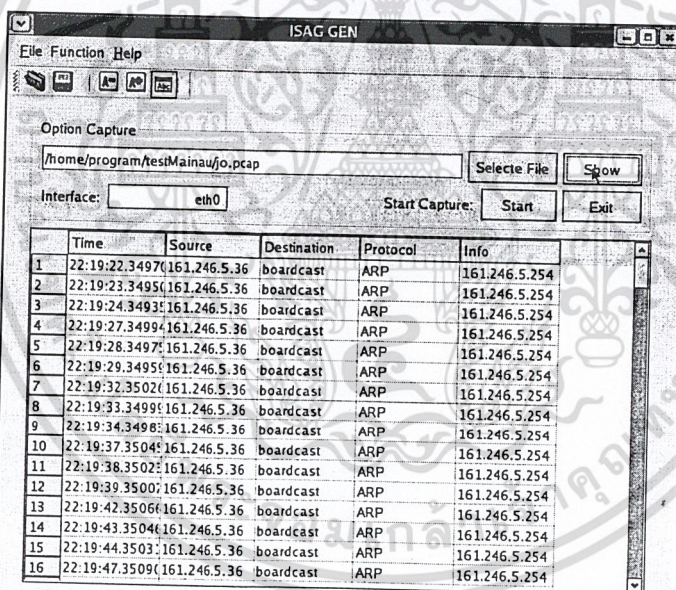 ISAG GEN
File Function Help
Option Capture
/home/program/testMainau/jo.pcap Selecte File Show
Interface: eth0 Start Capture: Start Exit
Time Source Destination Protocol Info
1 22:19:22.3497 161.246.5.36 boardcast ARP 161.246.5.254
2 22:19:23.3495 161.246.5.36 boardcast ARP 161.246.5.254
3 22:19:24.3493 161.246.5.36 boardcast ARP 161.246.5.254
4 22:19:27.3499 161.246.5.36 boardcast ARP 161.246.5.254
5 22:19:28.3497 161.246.5.36 boardcast ARP 161.246.5.254
6 22:19:29.3495 161.246.5.36 boardcast ARP 161.246.5.254
7 22:19:32.3502 161.246.5.36 boardcast ARP 161.246.5.254
8 22:19:33.3499 161.246.5.36 boardcast ARP 161.246.5.254
9 22:19:34.3498 161.246.5.36 boardcast ARP 161.246.5.254
10 22:19:37.3504 161.246.5.36 boardcast ARP 161.246.5.254
11 22:19:38.3502 161.246.5.36 boardcast ARP 161.246.5.254
12 22:19:39.3500 161.246.5.36 boardcast ARP 161.246.5.254
13 22:19:42.3506 161.246.5.36 boardcast ARP 161.246.5.254
14 22:19:43.3504 161.246.5.36 boardcast ARP 161.246.5.254
15 22:19:44.3503 161.246.5.36 boardcast ARP 161.246.5.254
16 22:19:47.3509 161.246.5.36 boardcast ARP 161.246.5.254